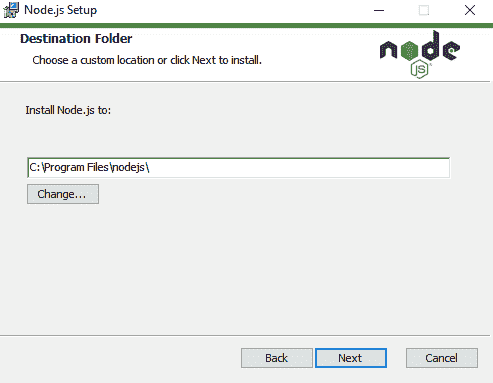 Node.js Setup
Destination Folder
Choose a custom location or click Next to install.
node
JS
Install Node.js to:
C:\Program Files\nodejs\
Change...
Back
Next
Cancel